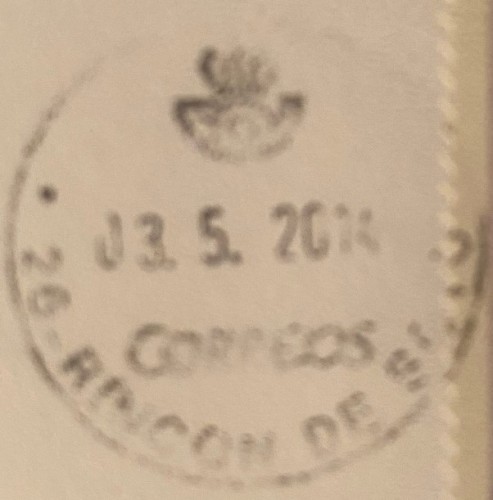 03. 5. 2014
CORREOS
26-RINCON DE